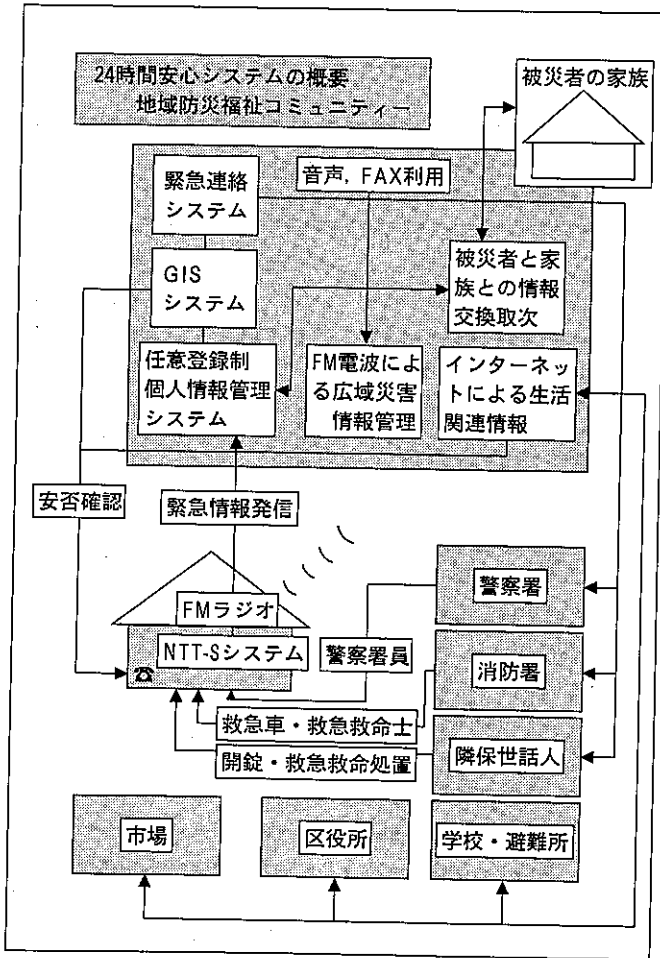 24時間安心システムの概要
地域防災福祉コミュニティー
被災者の家族
緊急連絡
システム
音声，FAX利用
GIS
システム
被災者と家
族との情報
交換取次
任意登録制
個人情報管理
システム
FM電波によ
る広域災害
情報管理
インターネッ
トによる生活
関連情報
安否確認
緊急情報発信
FMラジオ
NTT-Sシステム
警察署
警察署員
消防署
救急車・救急救命士
開錠・救急救命処置
隣保世話人
市場
区役所
学校・避難所